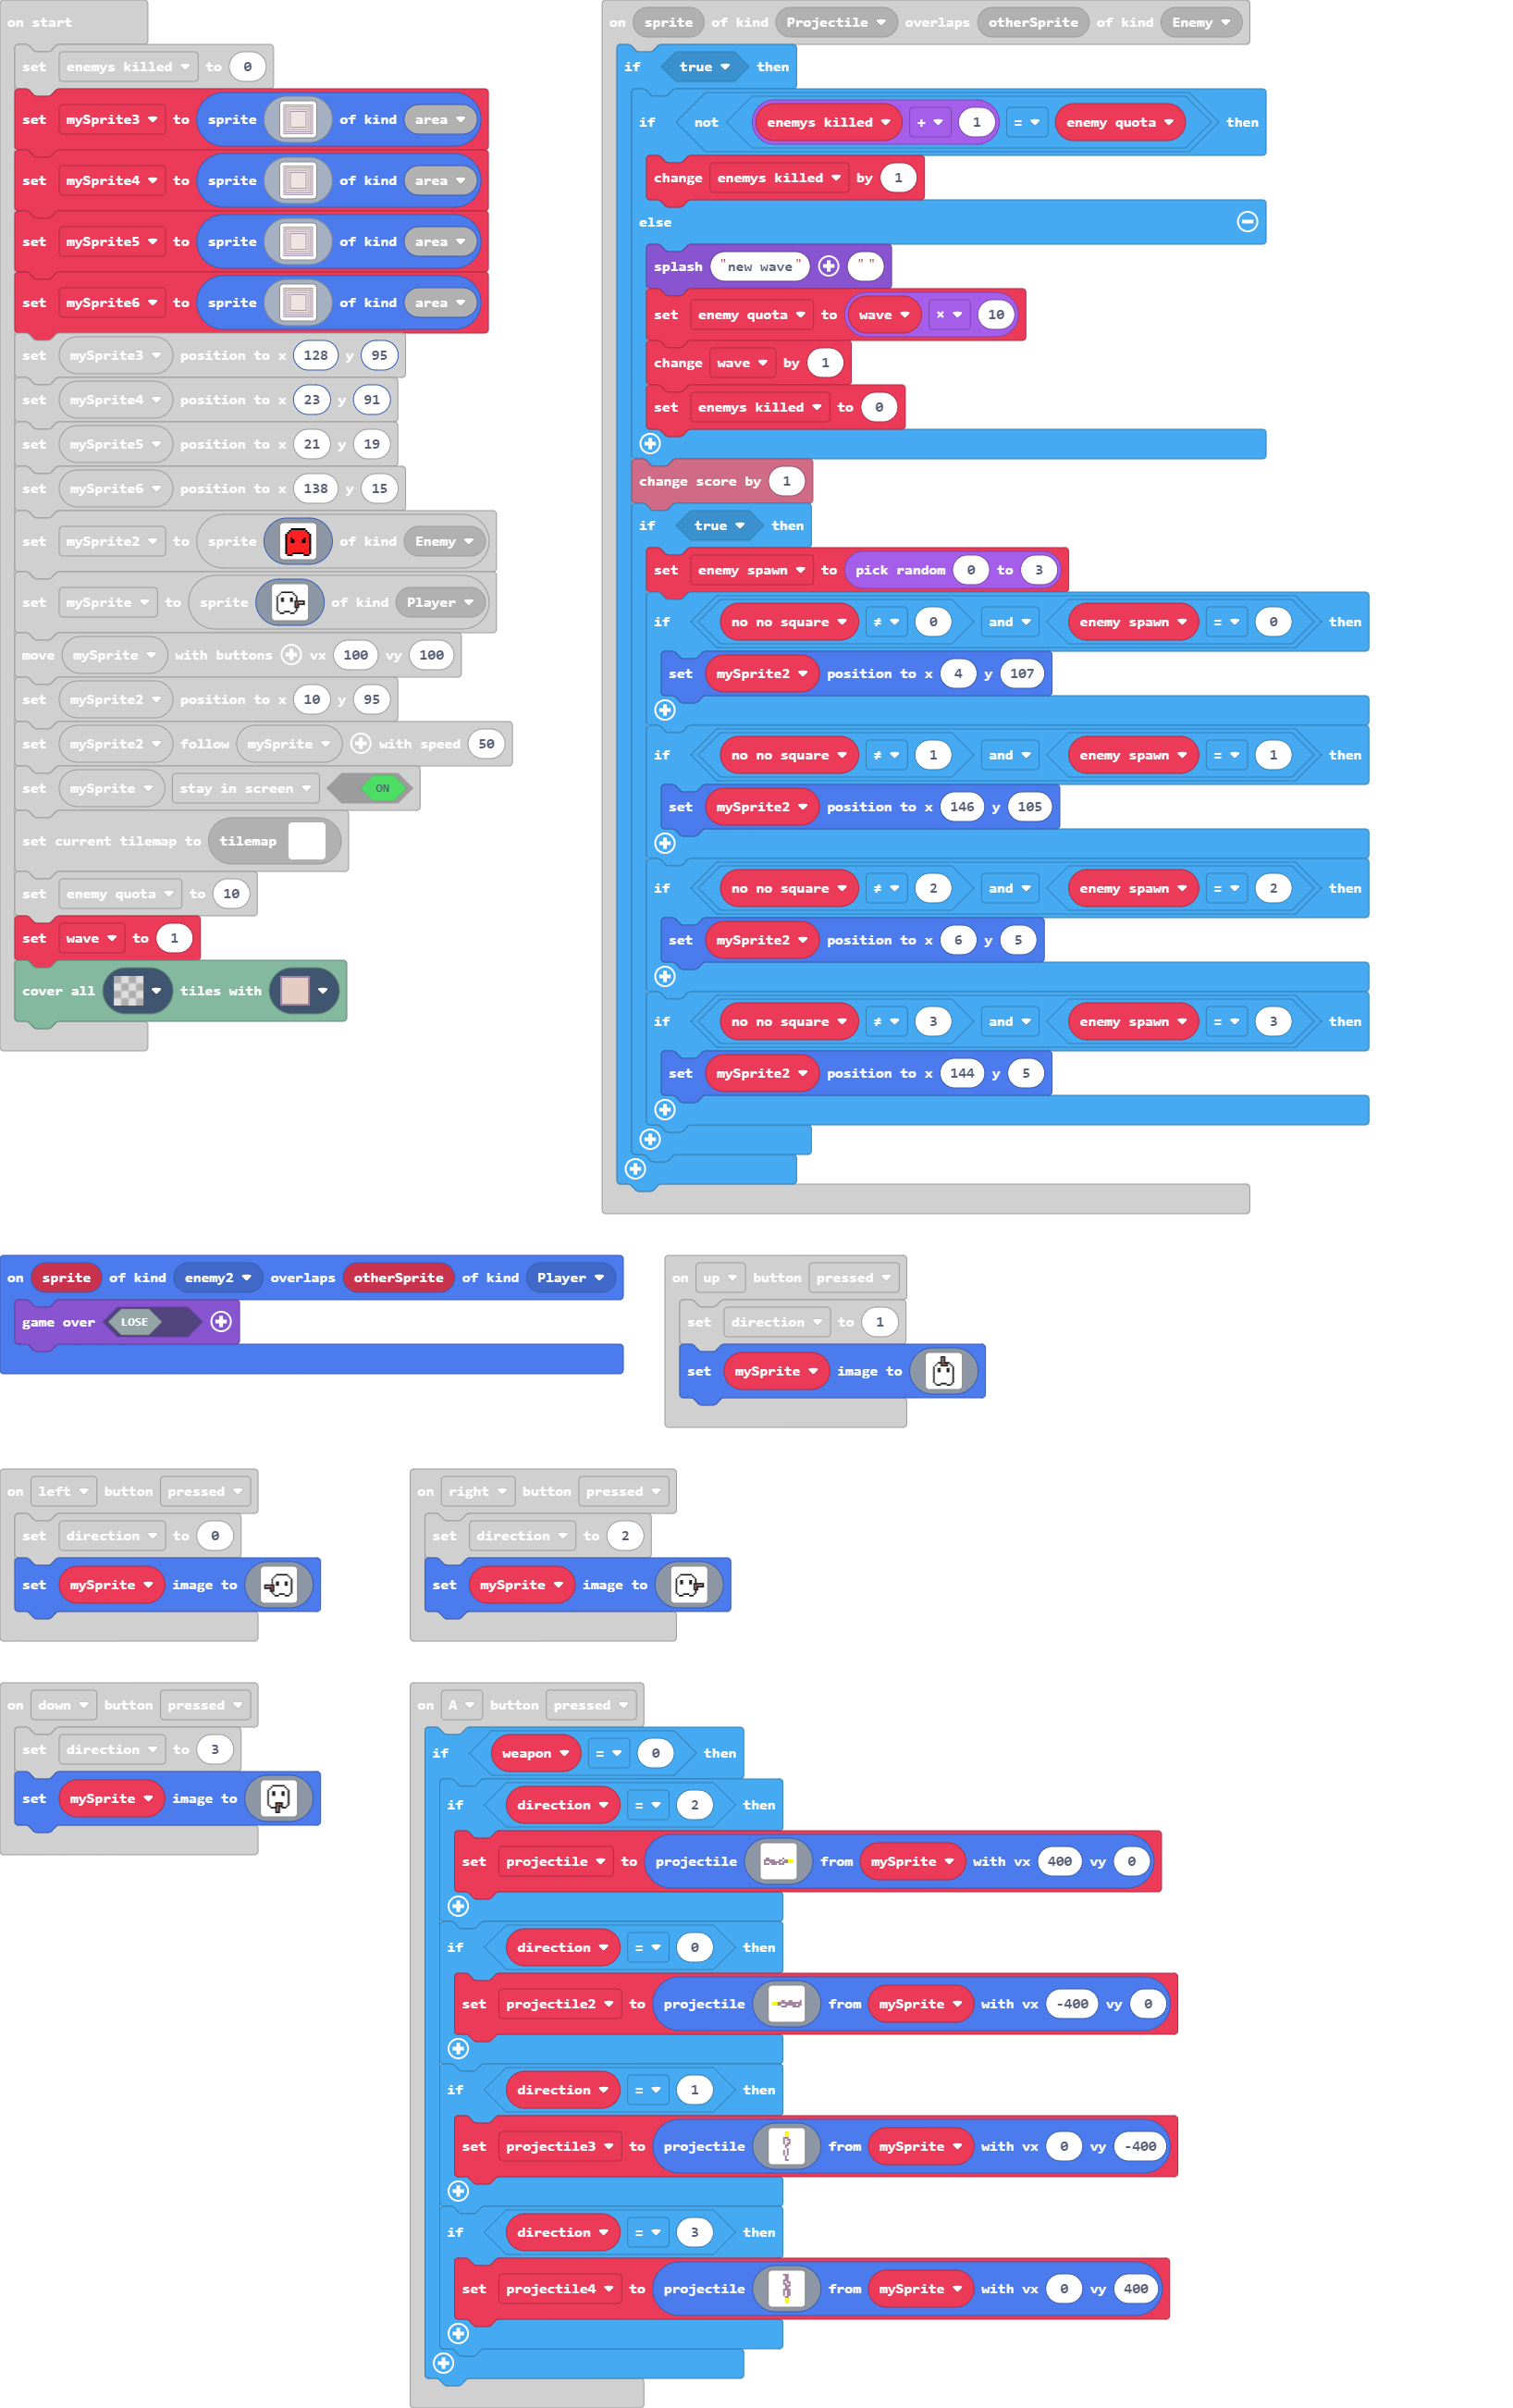 on start
set enemys killed to 0
set mySprite3 to sprite of kind area
set mySprite4 to sprite of kind area
set mySprite5 to sprite of kind area
set mySprite6 to sprite of kind area
set mySprite3 position to x 128 y 95
set mySprite4 position to x 23 y 91
set mySprite5 position to x 21 y 19
set mySprite6 position to x 138 y 15
set mySprite2 to sprite of kind Enemy
set mySprite to sprite of kind Player
move mySprite with buttons vx 100 vy 100
set mySprite2 position to x 10 y 95
set mySprite2 follow mySprite with speed 50
set mySprite stay in screen ON
set current tilemap to tilemap
set enemy quota to 10
set wave to 1
cover all tiles with
on sprite of kind Projectile overlaps otherSprite of kind Enemy
if true then
if not enemys killed + 1 = enemy quota then
change enemys killed by 1
else
splash "new wave" " "
set enemy quota to wave × 10
change wave by 1
set enemys killed to 0
change score by 1
if true then
set enemy spawn to pick random 0 to 3
if no no square ≠ 0 and enemy spawn = 0 then
set mySprite2 position to x 4 y 107
if no no square ≠ 1 and enemy spawn = 1 then
set mySprite2 position to x 146 y 105
if no no square ≠ 2 and enemy spawn = 2 then
set mySprite2 position to x 6 y 5
if no no square ≠ 3 and enemy spawn = 3 then
set mySprite2 position to x 144 y 5
on sprite of kind enemy2 overlaps otherSprite of kind Player
game over LOSE
on up button pressed
set direction to 1
set mySprite image to
on left button pressed
set direction to 0
set mySprite image to
on right button pressed
set direction to 2
set mySprite image to
on down button pressed
set direction to 3
set mySprite image to
on A button pressed
if weapon = 0 then
if direction = 2 then
set projectile to projectile from mySprite with vx 400 vy 0
if direction = 0 then
set projectile2 to projectile from mySprite with vx -400 vy 0
if direction = 1 then
set projectile3 to projectile from mySprite with vx 0 vy -400
if direction = 3 then
set projectile4 to projectile from mySprite with vx 0 vy 400